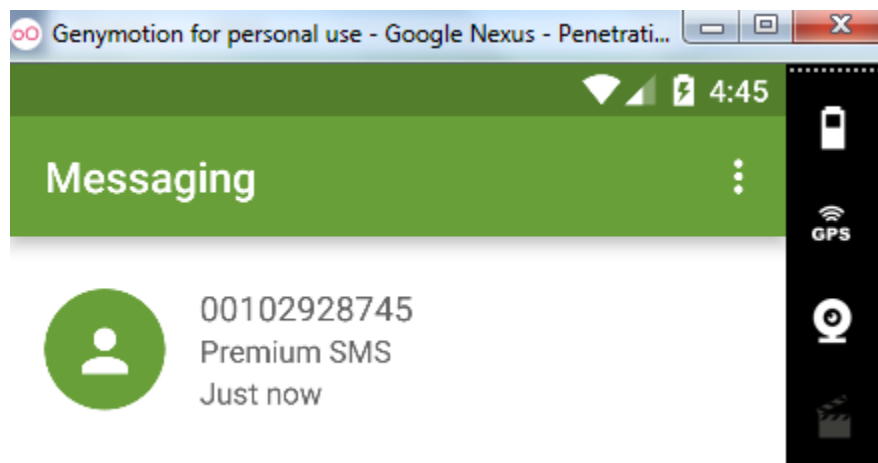 Genymotion for personal use - Google Nexus - Penetrati...
4:45
Messaging
GPS
00102928745
Premium SMS
Just now